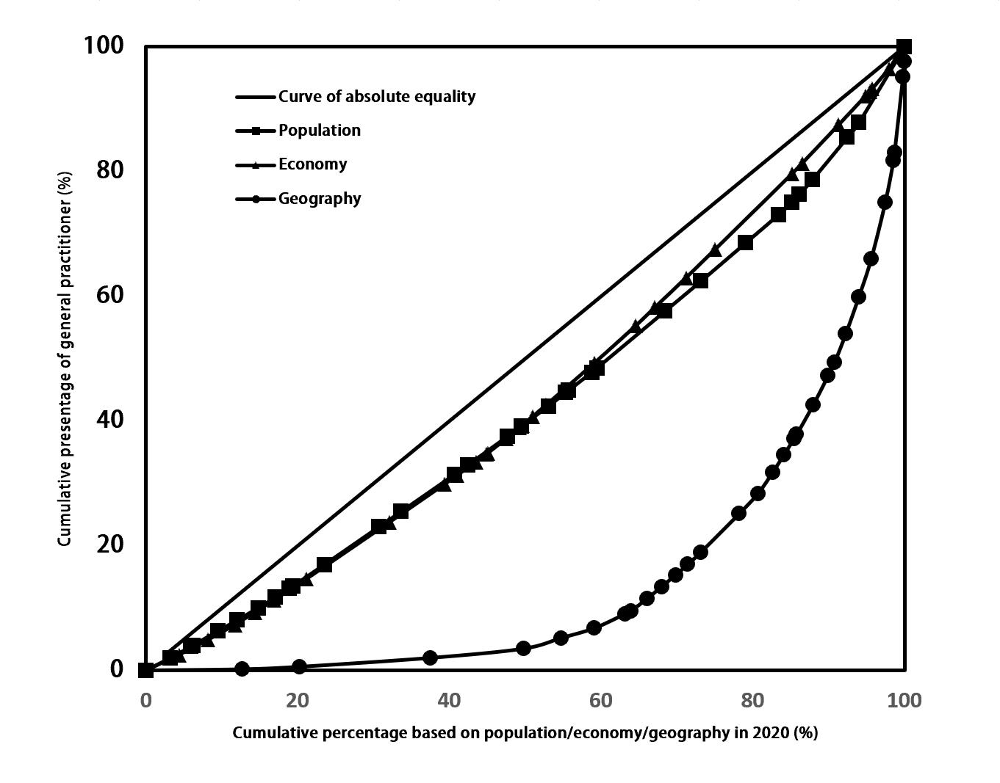 100
80
60
40
20
0
Cumulative presentage of general practitioner (%)
Curve of absolute equality
Population
Economy
Geography
0 20 40 60 80 100
Cumulative percentage based on population/economy/geography in 2020 (%)